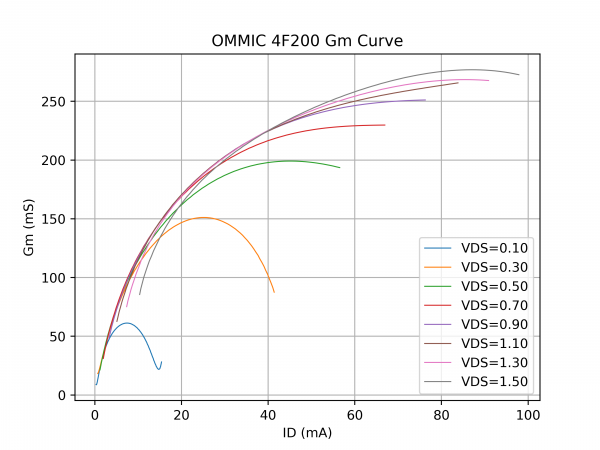 OMMIC 4F200 Gm Curve
Gm (mS)
250
200
150
100
50
0
0 20 40 60 80 100
ID (mA)
VDS=0.10
VDS=0.30
VDS=0.50
VDS=0.70
VDS=0.90
VDS=1.10
VDS=1.30
VDS=1.50